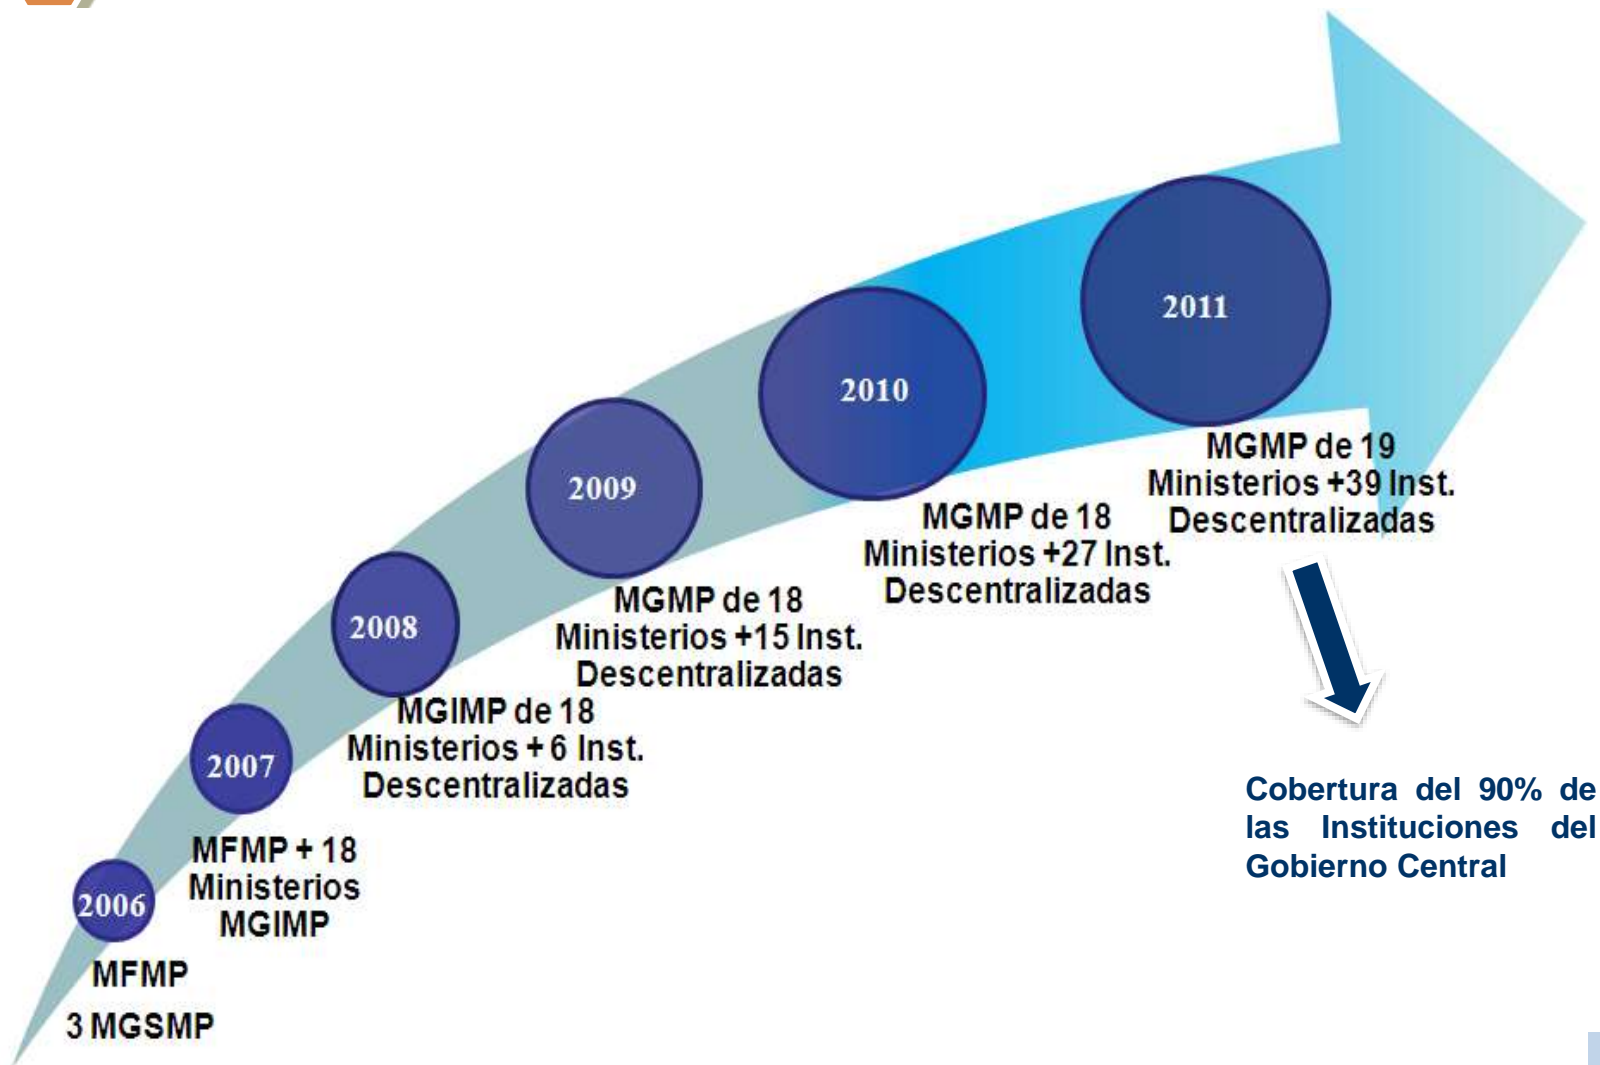 2006
MFMP
3 MGSMP
2007
MFMP + 18
Ministerios
MGIMP
2008
MGIMP de 18
Ministerios + 6 Inst.
Descentralizadas
2009
MGMP de 18
Ministerios +15 Inst.
Descentralizadas
2010
MGMP de 18
Ministerios +27 Inst.
Descentralizadas
2011
MGMP de 19
Ministerios +39 Inst.
Descentralizadas
Cobertura del 90% de
las Instituciones del
Gobierno Central